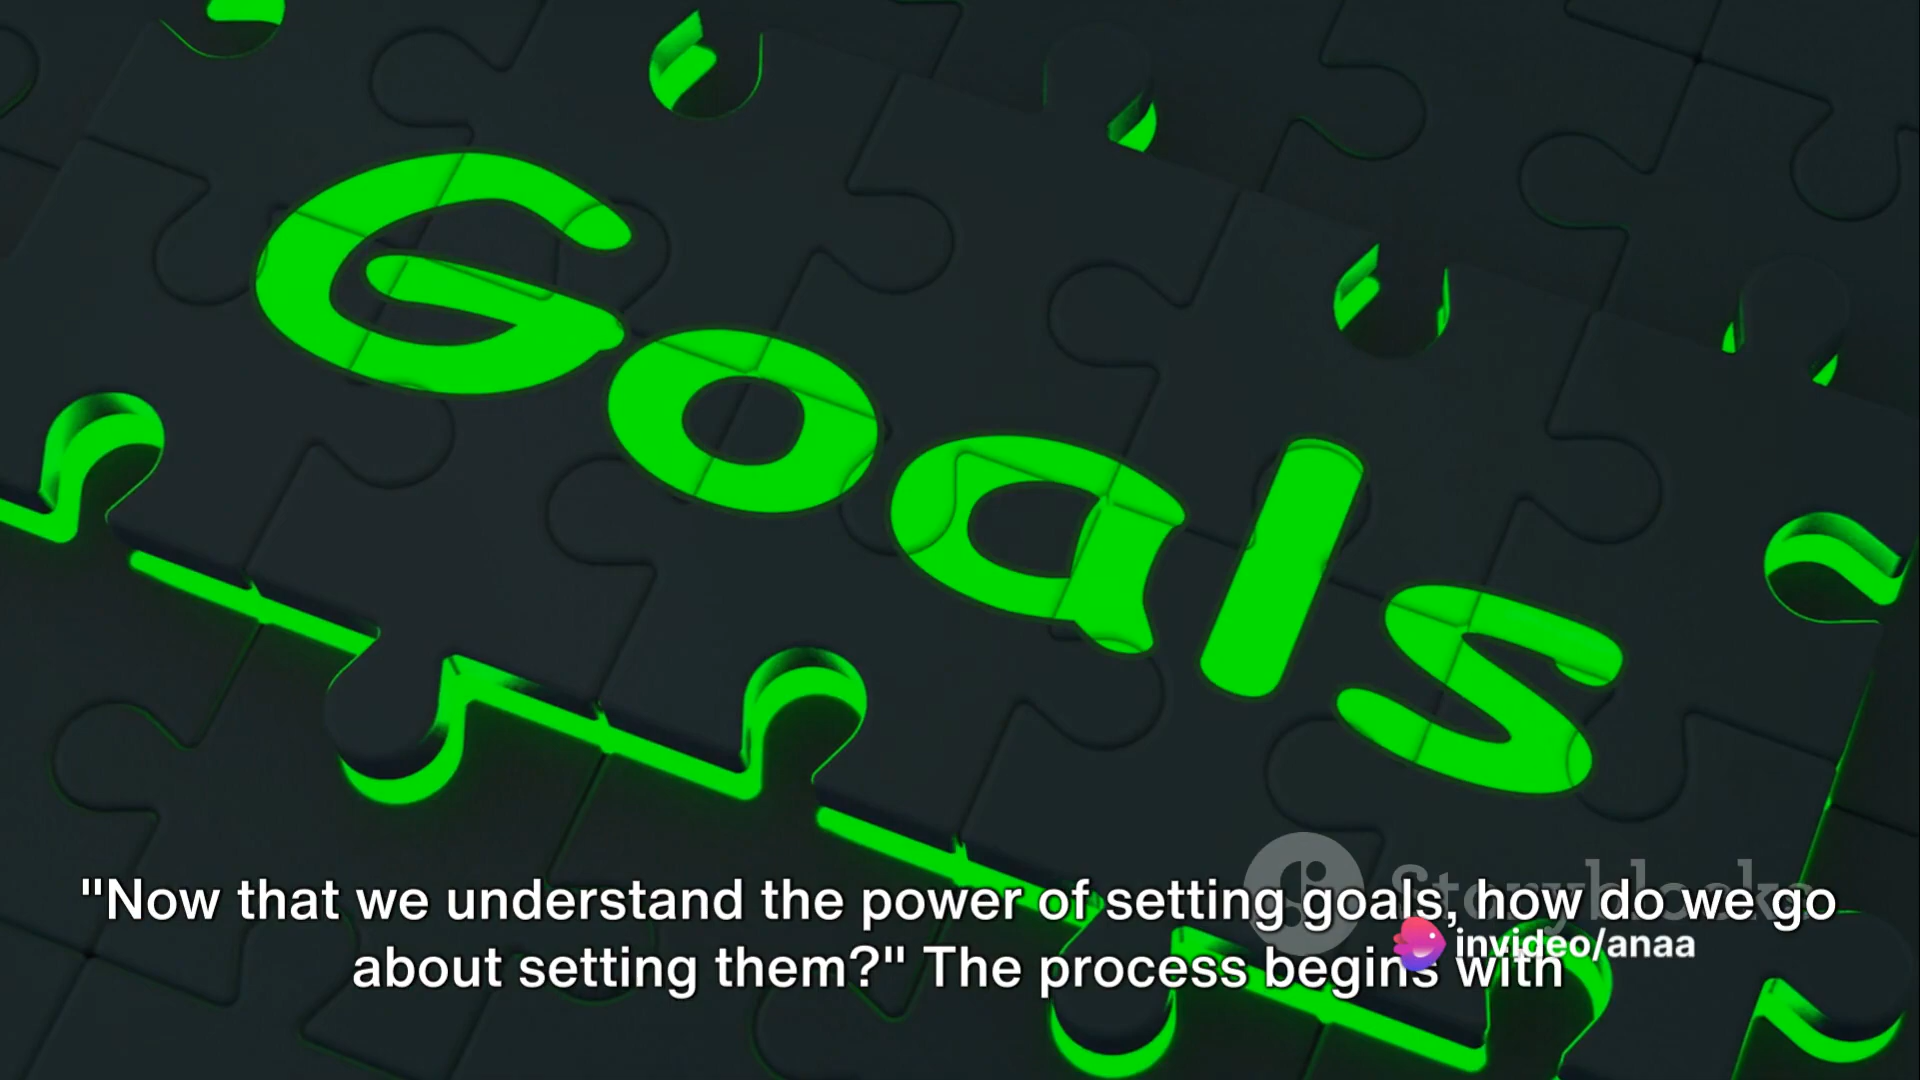 Goals
Storyblocks
"Now that we understand the power of setting goals, how do we go
invideo/anaa
about setting them?" The process begins with